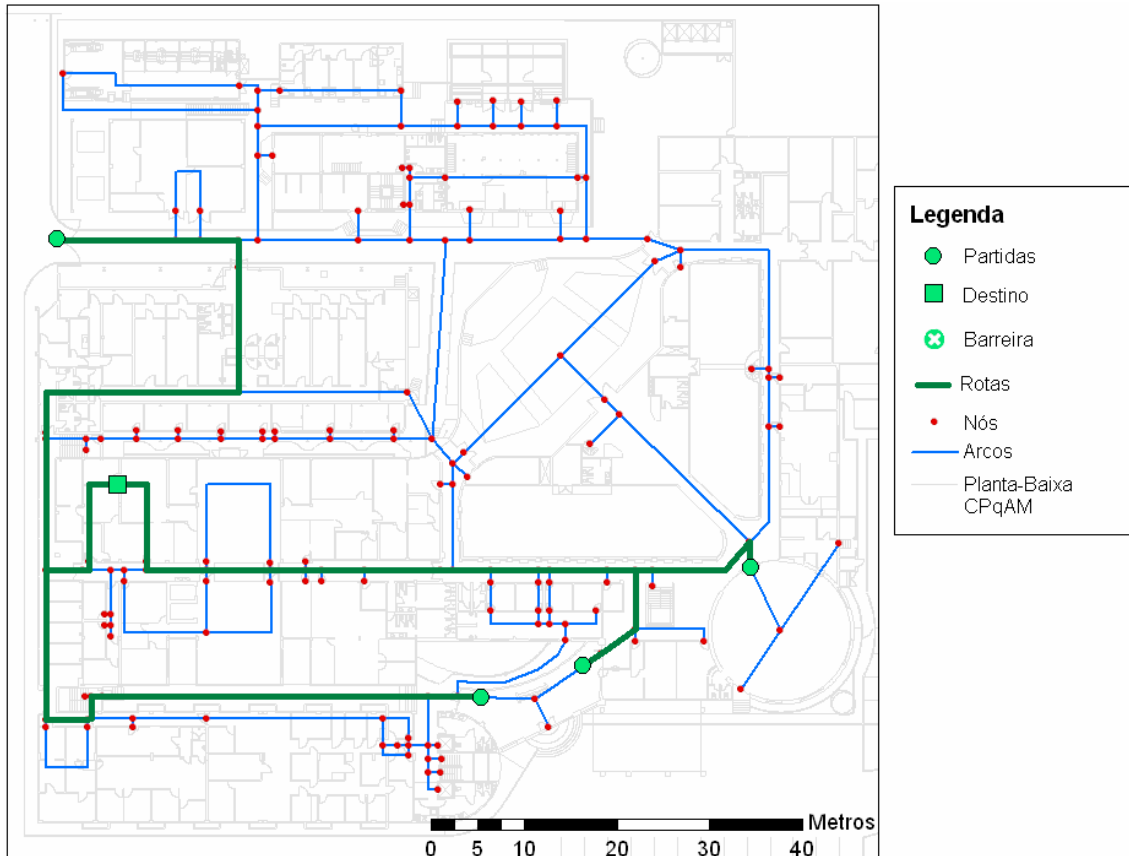 Legenda
Partidas
Destino
Barreira
Rotas
Nós
Arcos
Planta-Baixa
CPqAM
Metros
0 5 10 20 30 40